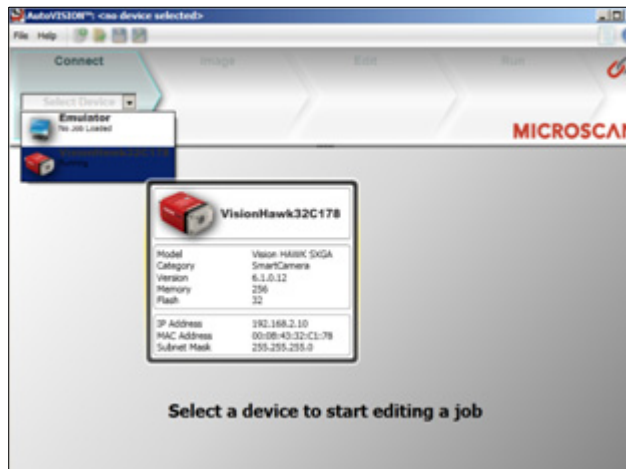 AutoVISION™: <no device selected>
File Help
Connect Image Edit Run
Select Device
Emulator
No Job Loaded
VisionHawk32C178
Running
MICROSCAN
VisionHawk32C178
Model Vision HAWK SXGA
Category SmartCamera
Version 6.1.0.12
Memory 256
Flash 32
IP Address 192.168.2.10
MAC Address 00:0B:43:32:C1:78
Subnet Mask 255.255.255.0
Select a device to start editing a job